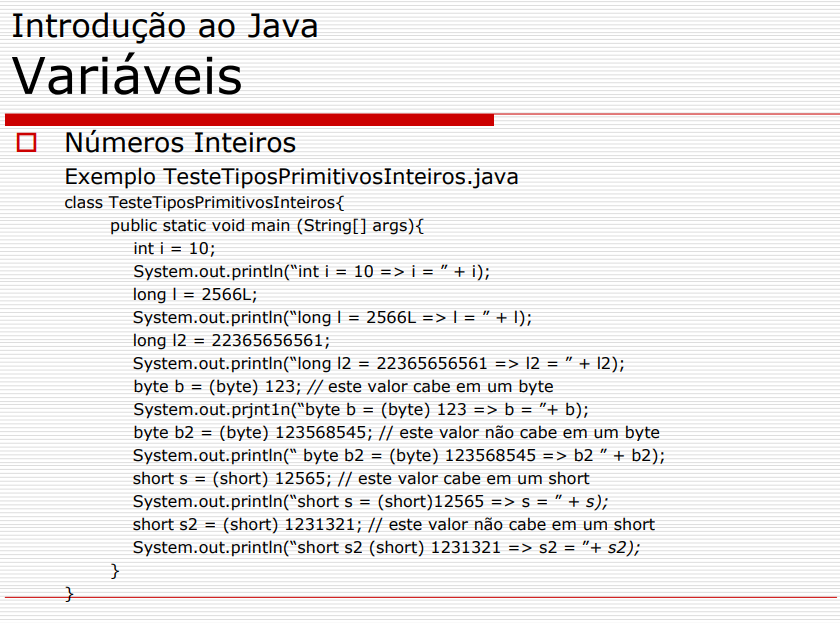 Introdução ao Java
Variáveis
Números Inteiros
Exemplo TesteTiposPrimitivosInteiros.java
class TesteTiposPrimitivosInteiros{
public static void main (String[] args){
int i = 10;
System.out.println(“int i = 10 => i = ” + i);
long l = 2566L;
System.out.println(“long l = 2566L => l = ” + l);
long l2 = 22365656561;
System.out.println(“long l2 = 22365656561 => l2 = ” + l2);
byte b = (byte) 123; // este valor cabe em um byte
System.out.prjnt1n(“byte b = (byte) 123 => b = ”+ b);
byte b2 = (byte) 123568545; // este valor não cabe em um byte
System.out.println(“ byte b2 = (byte) 123568545 => b2 ” + b2);
short s = (short) 12565; // este valor cabe em um short
System.out.println(“short s = (short)12565 => s = ” + s);
short s2 = (short) 1231321; // este valor não cabe em um short
System.out.println(“short s2 (short) 1231321 => s2 = ”+ s2);
}
}